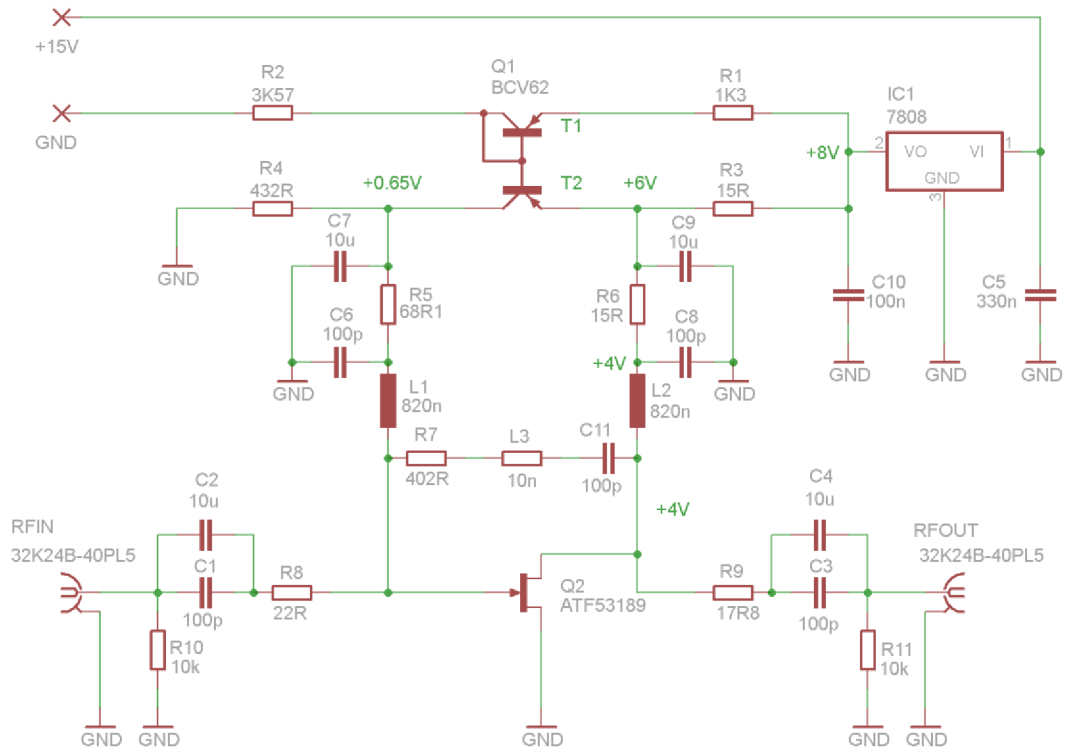 +15V
GND
R2
3K57
Q1
BCV62
T1
R1
1K3
IC1
7808
2
VO
VI
1
GND
3
+8V
R4
432R
+0.65V
T2
+6V
R3
15R
GND
C7
10u
C9
10u
R5
68R1
R6
15R
C10
100n
C5
330n
C6
100p
C8
100p
+4V
GND
GND
GND
GND
GND
L1
820n
L2
820n
R7
402R
L3
10n
C11
100p
+4V
C2
10u
C4
10u
RFIN
32K24B-40PL5
RFOUT
32K24B-40PL5
C1
100p
R8
22R
Q2
ATF53189
R9
17R8
C3
100p
R10
10k
R11
10k
GND
GND
GND
GND
GND